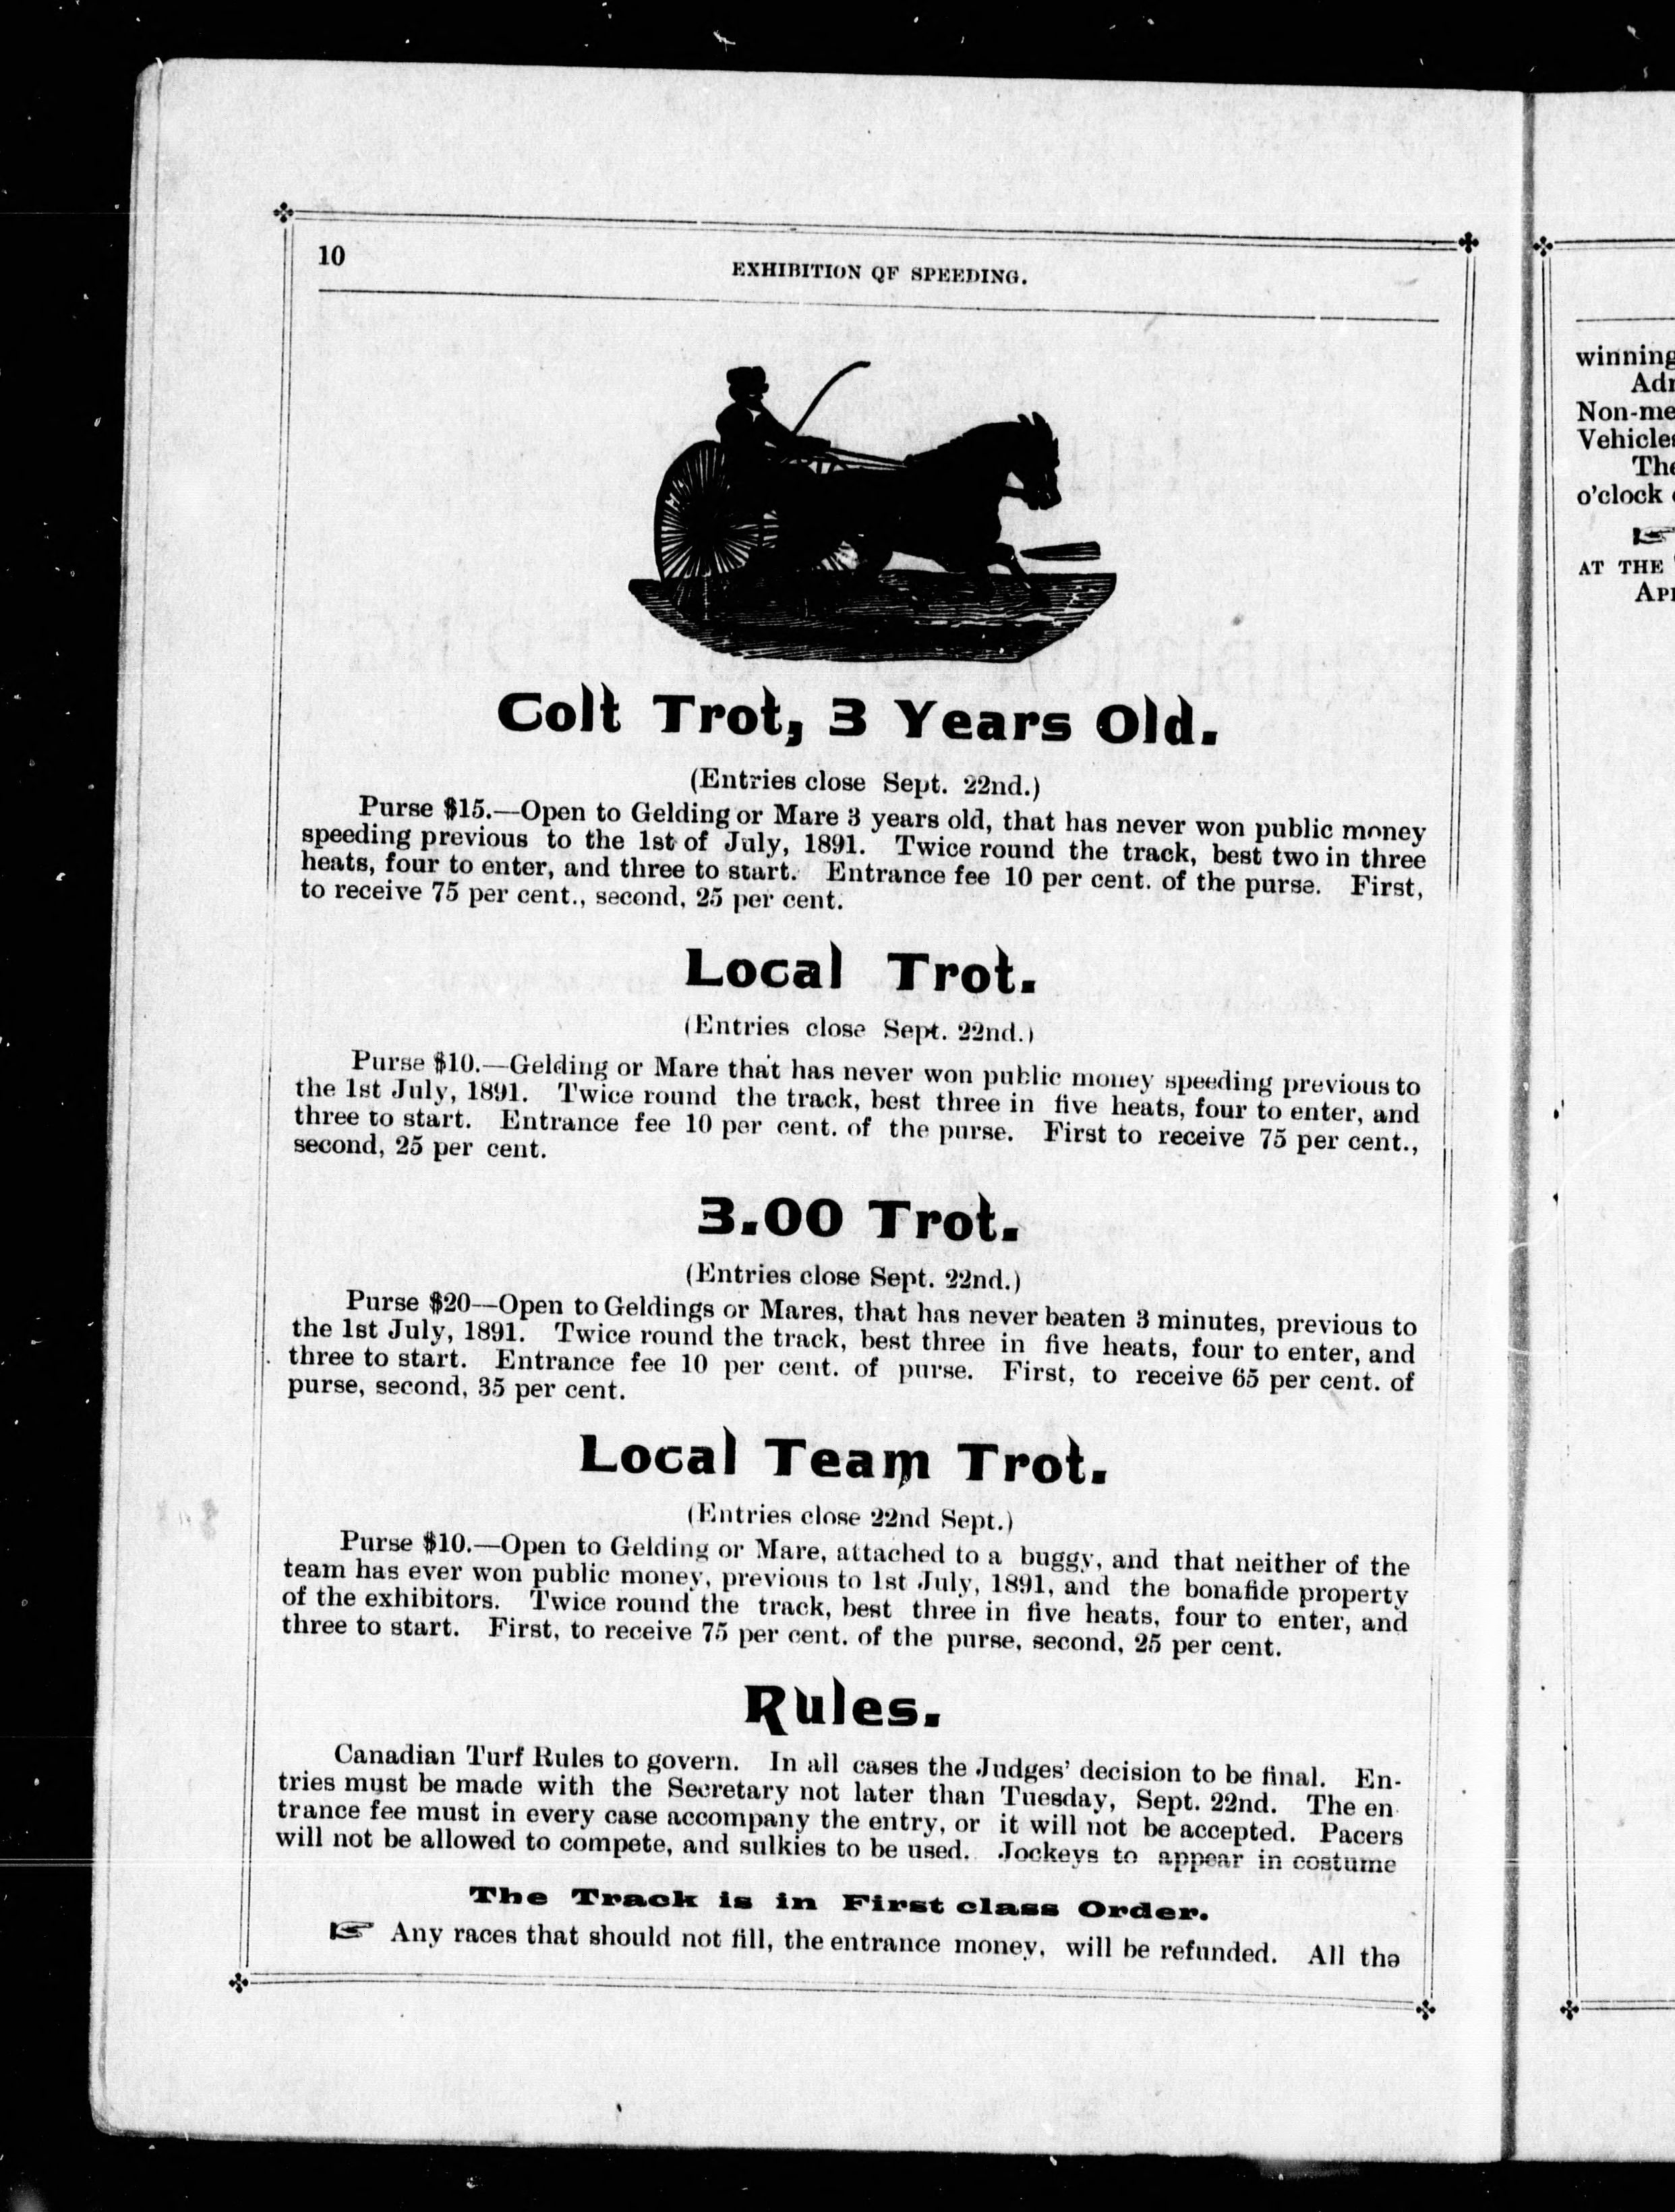 10
EXHIBITION QF SPEEDING.
Colt Trot, 3 Years Old.
(Entries close Sept. 22nd.)
Purse $15.—Open to Gelding or Mare 3 years old, that has never won public money
speeding previous to the 1st of July, 1891. Twice round the track, best two in three
heats, four to enter, and three to start. Entrance fee 10 per cent. of the purse. First,
to receive 75 per cent., second, 25 per cent.
Local Trot.
(Entries close Sept. 22nd.)
Purse $10.—Gelding or Mare that has never won public money speeding previous to
the 1st July, 1891. Twice round the track, best three in five heats, four to enter, and
three to start. Entrance fee 10 per cent. of the purse. First to receive 75 per cent.,
second, 25 per cent.
3.00 Trot.
(Entries close Sept. 22nd.)
Purse $20—Open to Geldings or Mares, that has never beaten 3 minutes, previous to
the 1st July, 1891. Twice round the track, best three in five heats, four to enter, and
three to start. Entrance fee 10 per cent. of purse. First, to receive 65 per cent. of
purse, second, 35 per cent.
Local Team Trot.
(Entries close 22nd Sept.)
Purse $10.—Open to Gelding or Mare, attached to a buggy, and that neither of the
team has ever won public money, previous to 1st July, 1891, and the bonafide property
of the exhibitors. Twice round the track, best three in five heats, four to enter, and
three to start. First, to receive 75 per cent. of the purse, second, 25 per cent.
Rules.
Canadian Turf Rules to govern. In all cases the Judges' decision to be final. En-
tries must be made with the Secretary not later than Tuesday, Sept. 22nd. The en-
trance fee must in every case accompany the entry, or it will not be accepted. Pacers
will not be allowed to compete, and sulkies to be used. Jockeys to appear in costume
The Track is in First class Order.
☞ Any races that should not fill, the entrance money, will be refunded. All the
winning
Non-me
Vehicles
The
o'clock
☞
AT THE